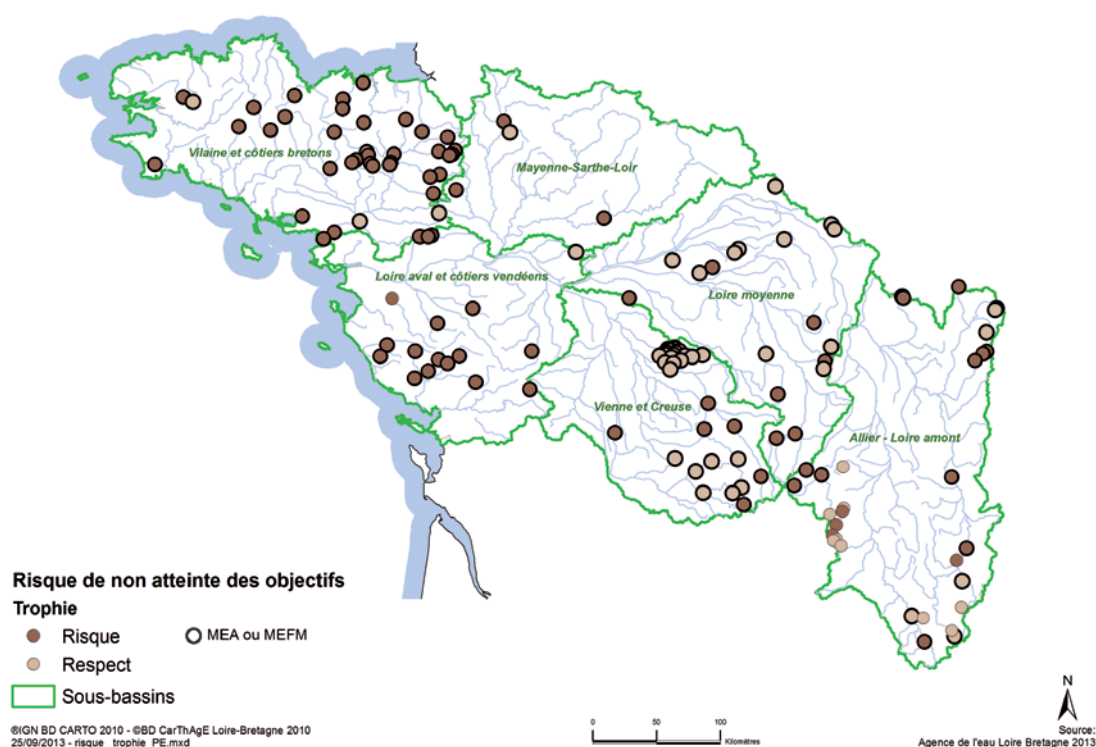 Vilaine et côtiers bretons
Mayenne-Sarthe-Loir
Loire aval et côtiers vendéens
Loire moyenne
Vienne et Creuse
Allier - Loire amont
Risque de non atteinte des objectifs
Trophie
Risque
MEA ou MEFM
Respect
Sous-bassins
®IGN BD CARTO 2010 - ©BD CarThAgE Loire-Bretagne 2010
25/09/2013 - risque_trophie_PE.mxd
0 50 100
Kilomètres
N
Source:
Agence de l'eau Loire Bretagne 2013